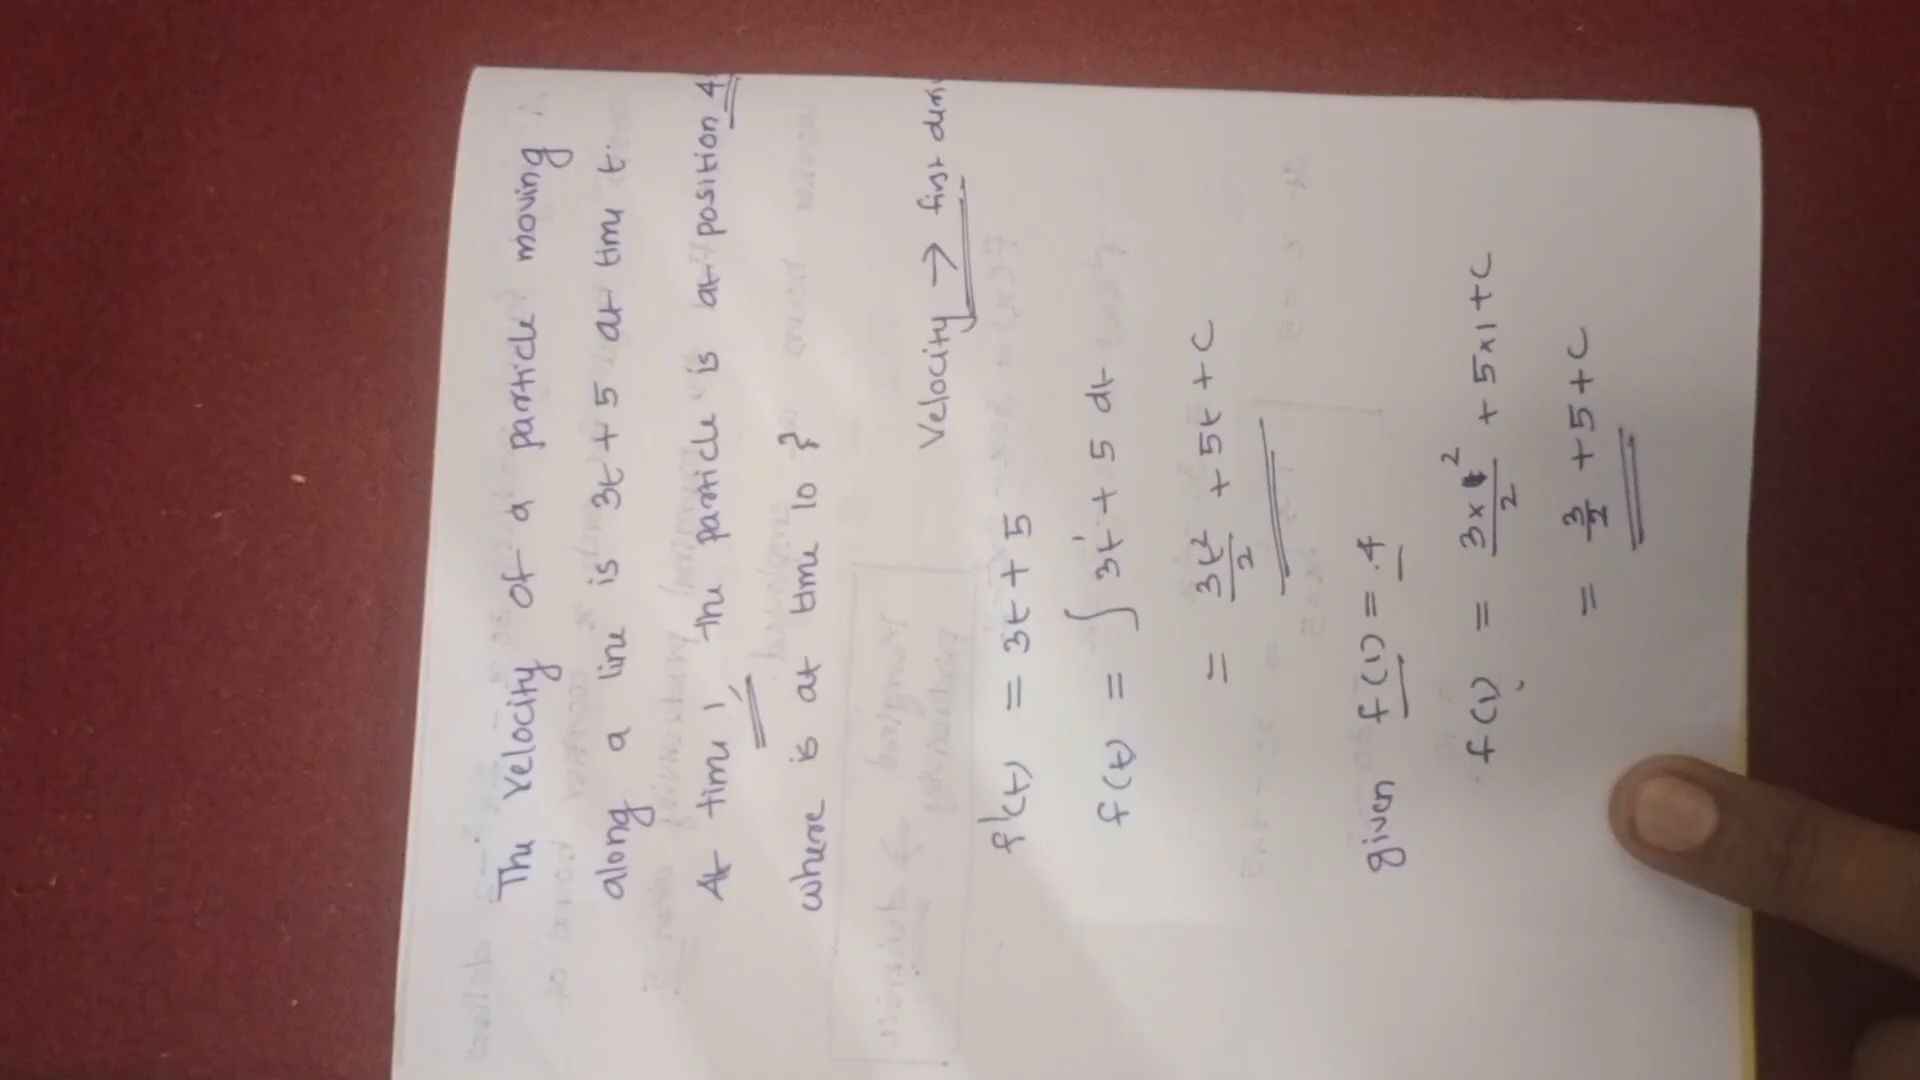 The velocity of a particle moving
along a line is 3t + 5 at time t.
At time 1 the particle is at position 4
where is at time 10 ?
Velocity → first deri
f'(t) = 3t + 5
f(t) = ∫ 3t¹ + 5 dt
= 3t²/2 + 5t + C
given f(1) = 4
f(1) = 3×1²/2 + 5×1 + C
= 3/2 + 5 + C